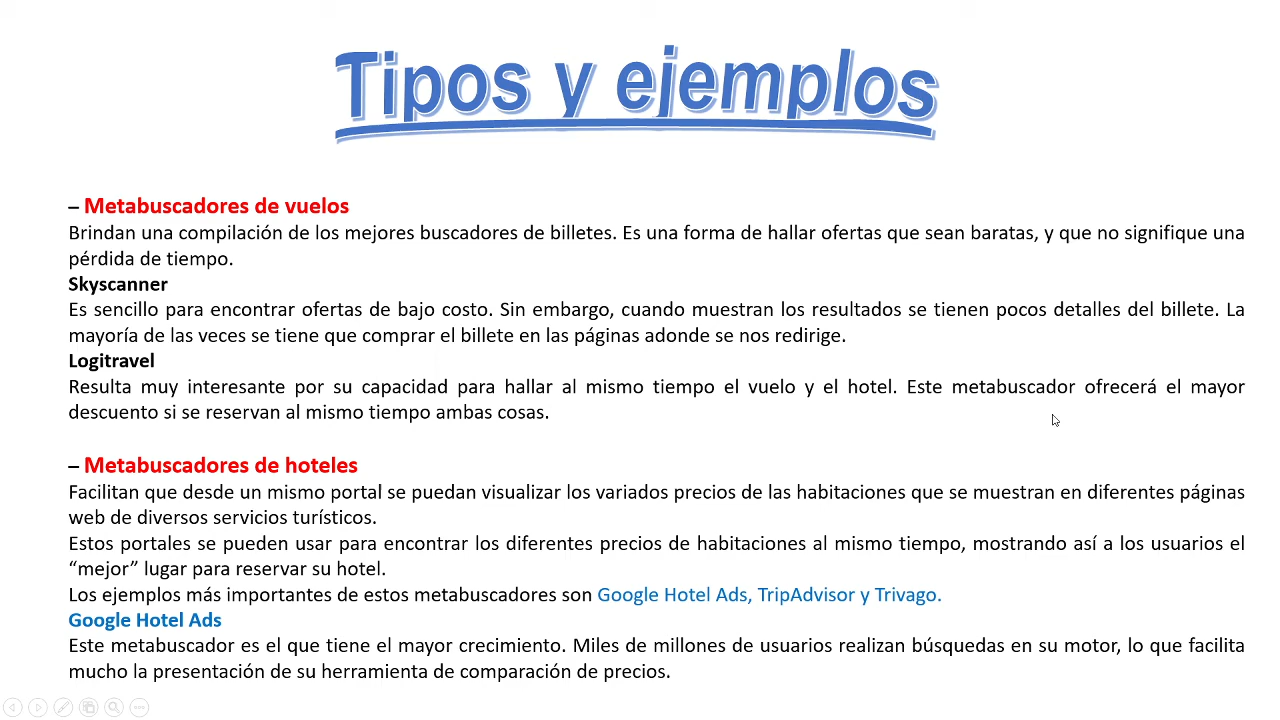 Tipos y ejemplos
– Metabuscadores de vuelos
Brindan una compilación de los mejores buscadores de billetes. Es una forma de hallar ofertas que sean baratas, y que no signifique una
pérdida de tiempo.
Skyscanner
Es sencillo para encontrar ofertas de bajo costo. Sin embargo, cuando muestran los resultados se tienen pocos detalles del billete. La
mayoría de las veces se tiene que comprar el billete en las páginas adonde se nos redirige.
Logitravel
Resulta muy interesante por su capacidad para hallar al mismo tiempo el vuelo y el hotel. Este metabuscador ofrecerá el mayor
descuento si se reservan al mismo tiempo ambas cosas.
– Metabuscadores de hoteles
Facilitan que desde un mismo portal se puedan visualizar los variados precios de las habitaciones que se muestran en diferentes páginas
web de diversos servicios turísticos.
Estos portales se pueden usar para encontrar los diferentes precios de habitaciones al mismo tiempo, mostrando así a los usuarios el
“mejor” lugar para reservar su hotel.
Los ejemplos más importantes de estos metabuscadores son Google Hotel Ads, TripAdvisor y Trivago.
Google Hotel Ads
Este metabuscador es el que tiene el mayor crecimiento. Miles de millones de usuarios realizan búsquedas en su motor, lo que facilita
mucho la presentación de su herramienta de comparación de precios.